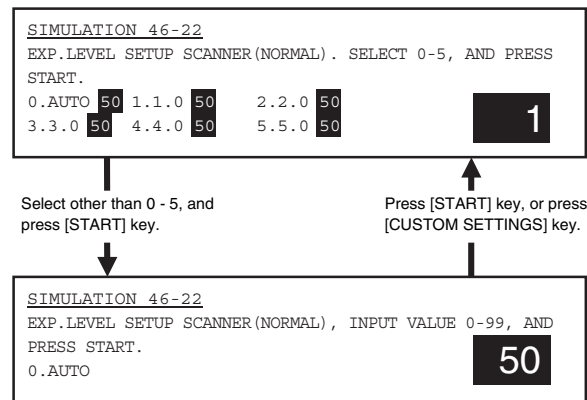 SIMULATION 46-22
EXP.LEVEL SETUP SCANNER(NORMAL). SELECT 0-5, AND PRESS
START.
0.AUTO 50 1.1.0 50 2.2.0 50
3.3.0 50 4.4.0 50 5.5.0 50
1
Select other than 0 - 5, and
press [START] key.
Press [START] key, or press
[CUSTOM SETTINGS] key.
SIMULATION 46-22
EXP.LEVEL SETUP SCANNER(NORMAL), INPUT VALUE 0-99, AND
PRESS START.
0.AUTO
50